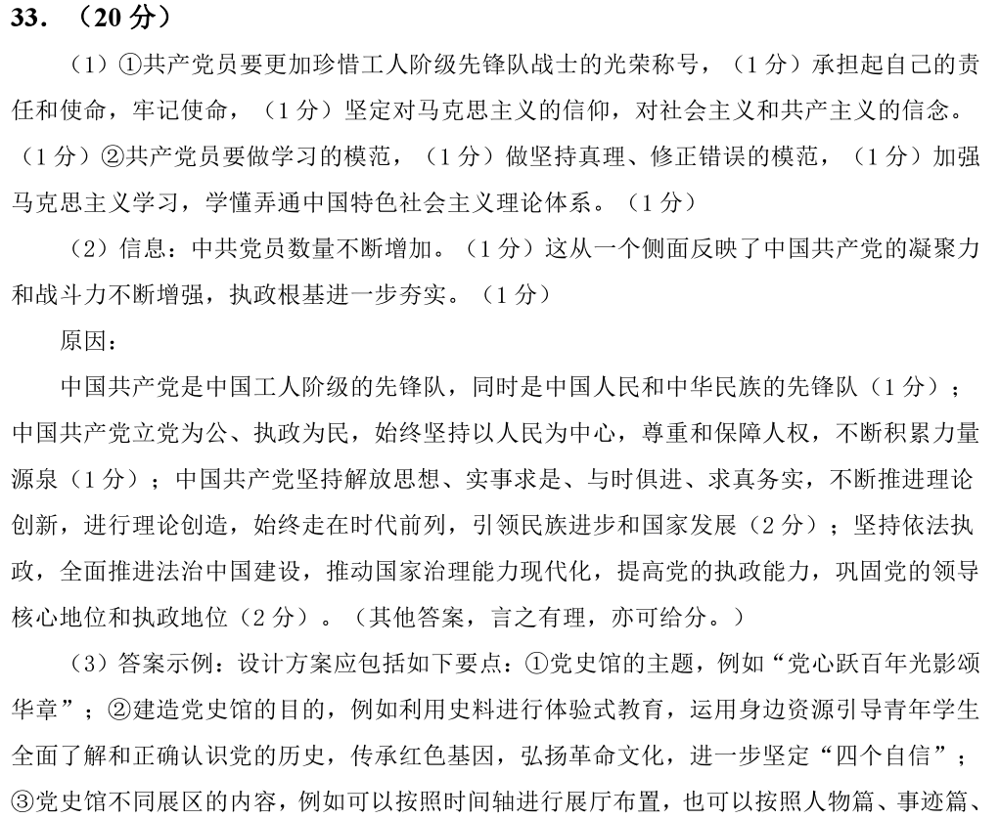 33. （20 分）
（1）①共产党员要更加珍惜工人阶级先锋队战士的光荣称号，（1 分）承担起自己的责
任和使命，牢记使命，（1 分）坚定对马克思主义的信仰，对社会主义和共产主义的信念。
（1 分）②共产党员要做学习的模范，（1 分）做坚持真理、修正错误的模范，（1 分）加强
马克思主义学习，学懂弄通中国特色社会主义理论体系。（1 分）
（2）信息：中共党员数量不断增加。（1 分）这从一个侧面反映了中国共产党的凝聚力
和战斗力不断增强，执政根基进一步夯实。（1 分）
原因：
中国共产党是中国工人阶级的先锋队，同时是中国人民和中华民族的先锋队（1 分）；
中国共产党立党为公、执政为民，始终坚持以人民为中心，尊重和保障人权，不断积累力量
源泉（1 分）；中国共产党坚持解放思想、实事求是、与时俱进、求真务实，不断推进理论
创新，进行理论创造，始终走在时代前列，引领民族进步和国家发展（2 分）；坚持依法执
政，全面推进法治中国建设，推动国家治理能力现代化，提高党的执政能力，巩固党的领导
核心地位和执政地位（2 分）。（其他答案，言之有理，亦可给分。）
（3）答案示例：设计方案应包括如下要点：①党史馆的主题，例如“党心跃百年光影颂
华章”；②建造党史馆的目的，例如利用史料进行体验式教育，运用身边资源引导青年学生
全面了解和正确认识党的历史，传承红色基因，弘扬革命文化，进一步坚定“四个自信”；
③党史馆不同展区的内容，例如可以按照时间轴进行展厅布置，也可以按照人物篇、事迹篇、